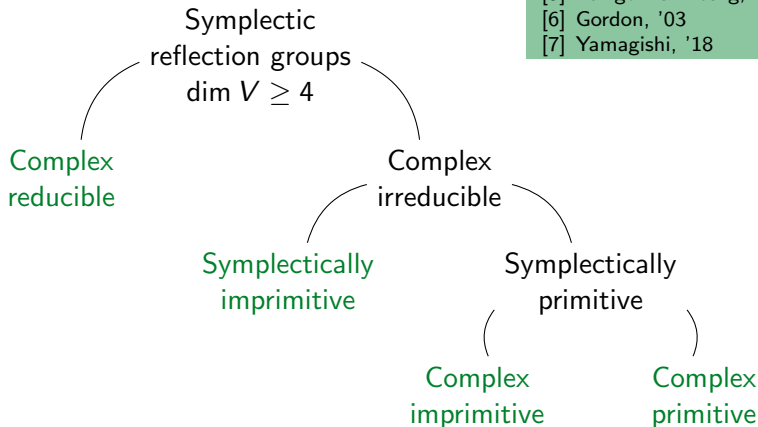 [6] Gordon, '03
[7] Yamagishi, '18
Symplectic
reflection groups
dim V ≥ 4
Complex
reducible
Complex
irreducible
Symplectically
imprimitive
Symplectically
primitive
Complex
imprimitive
Complex
primitive